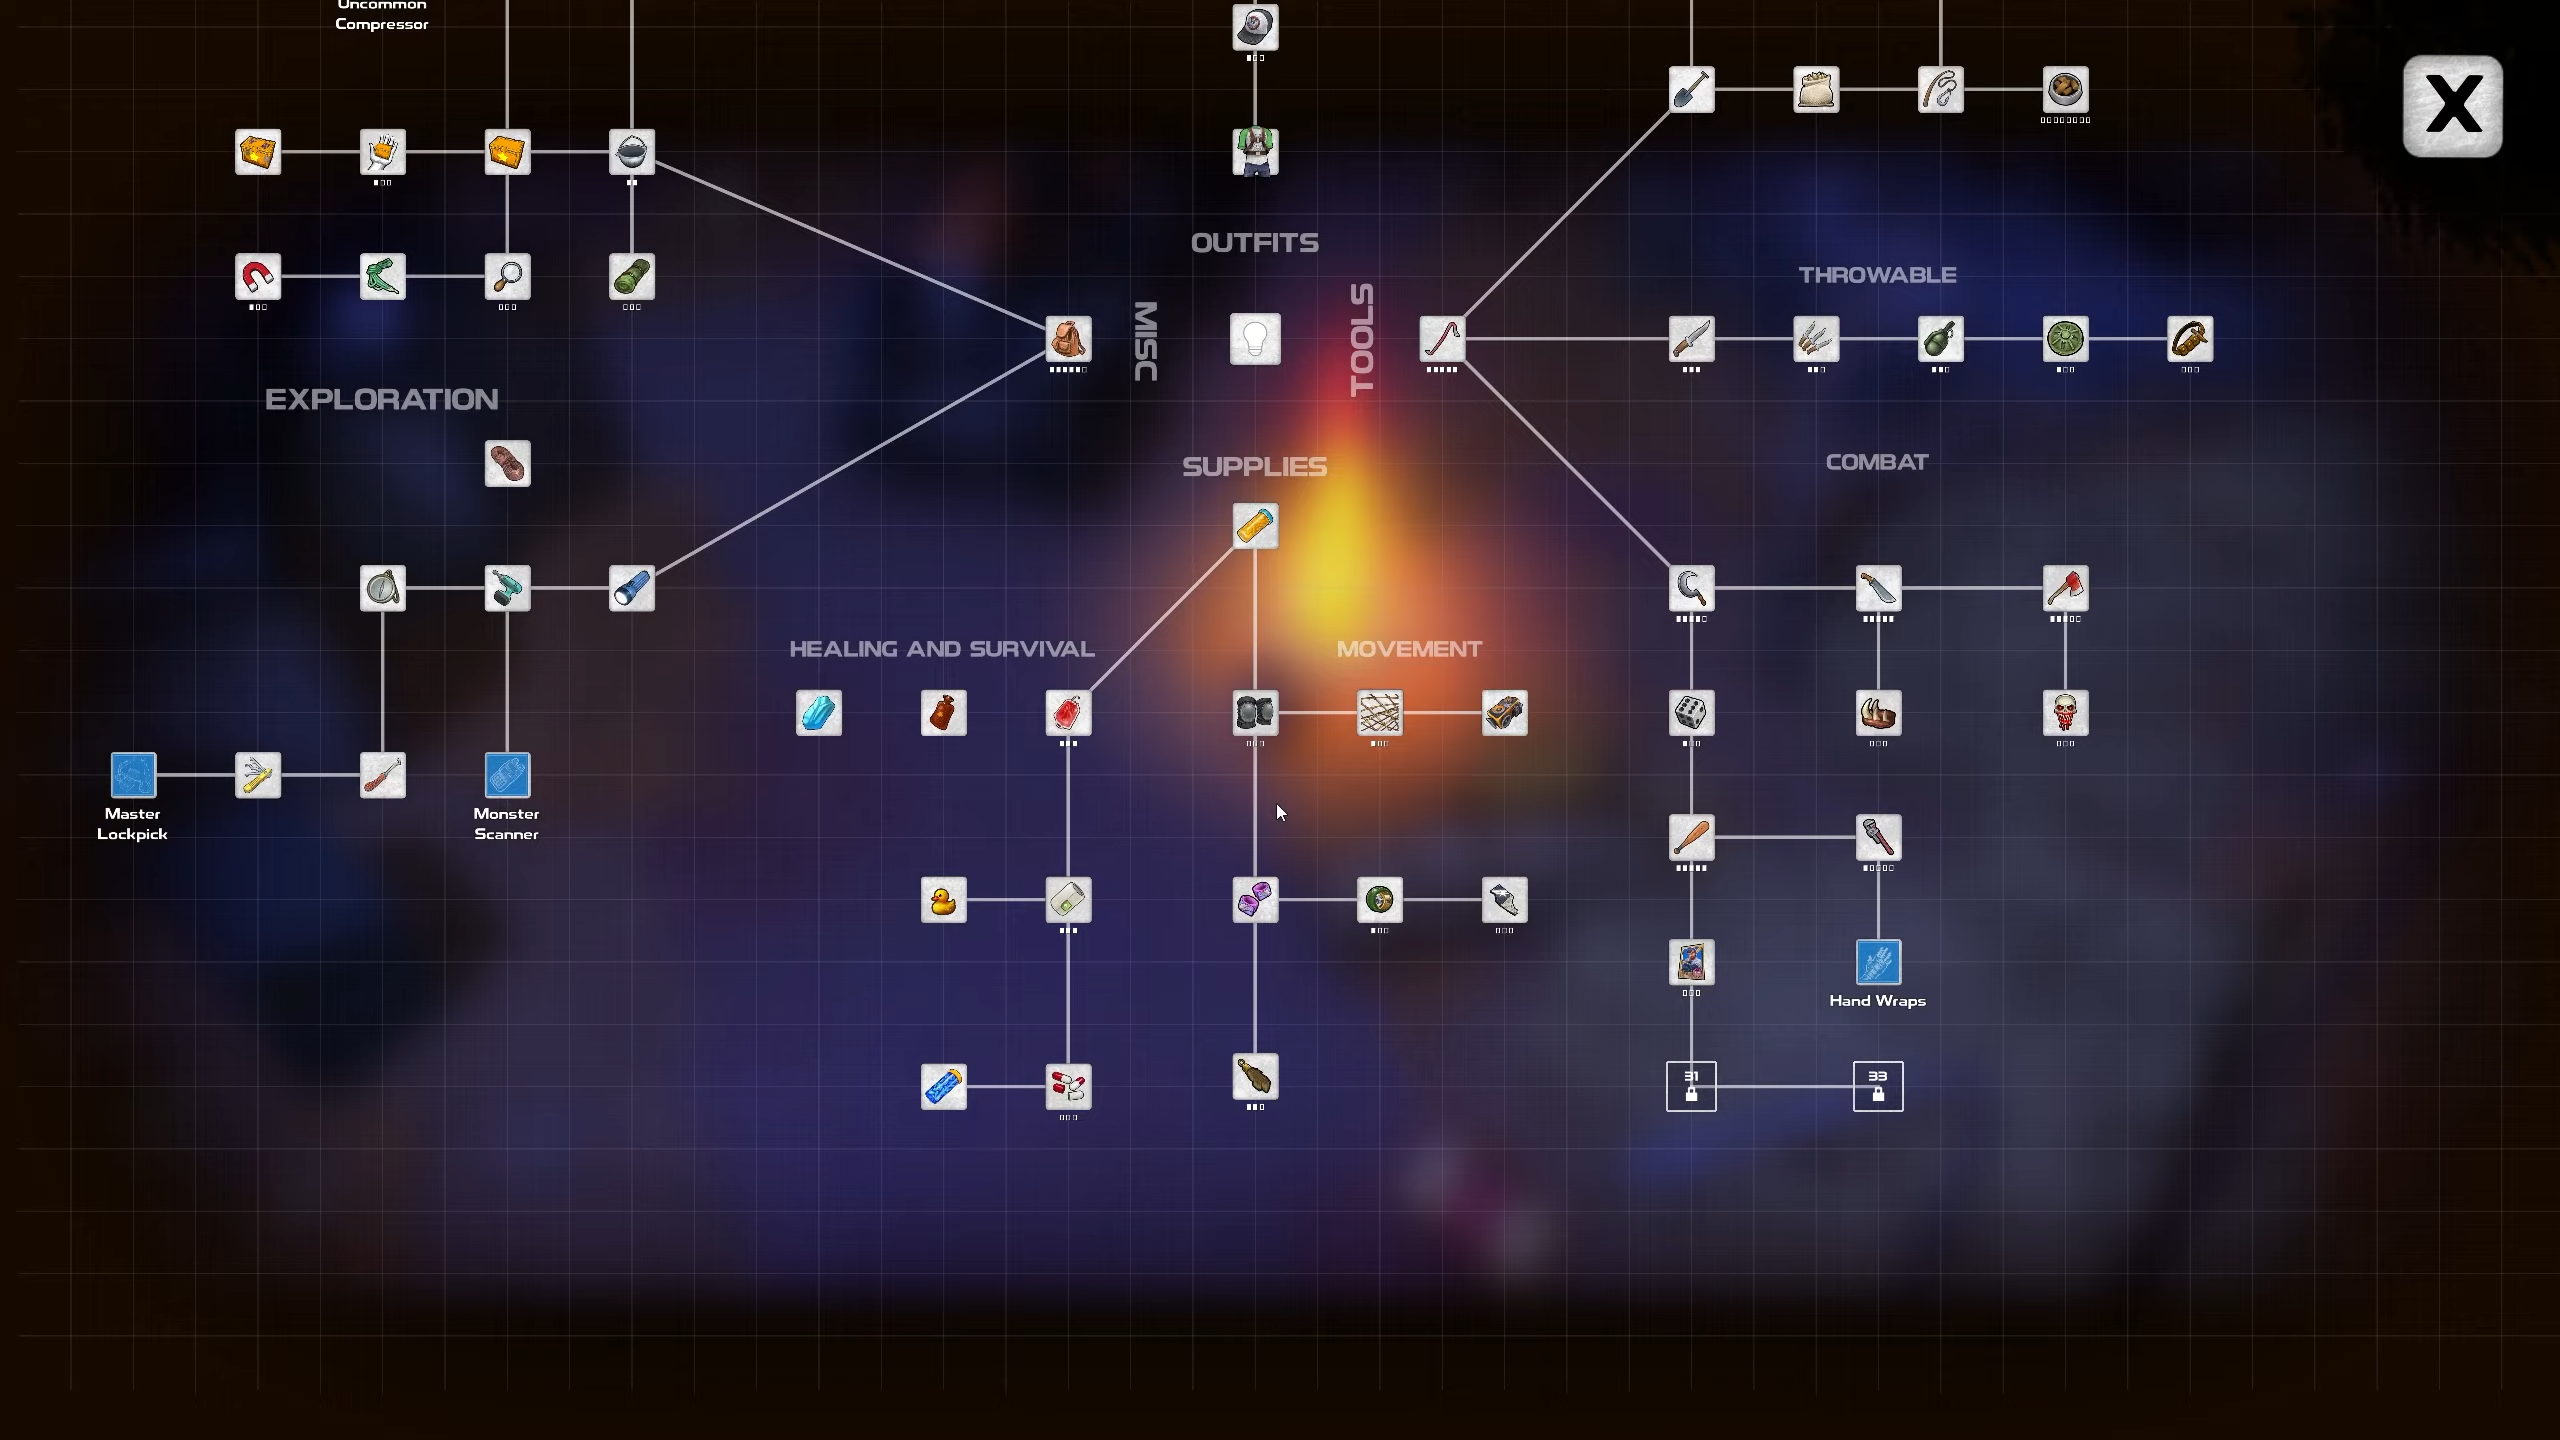 Uncommon
Compressor
X
OUTFITS
MISC
TOOLS
THROWABLE
EXPLORATION
SUPPLIES
COMBAT
HEALING AND SURVIVAL
MOVEMENT
Master
Lockpick
Monster
Scanner
Hand Wraps
31
33